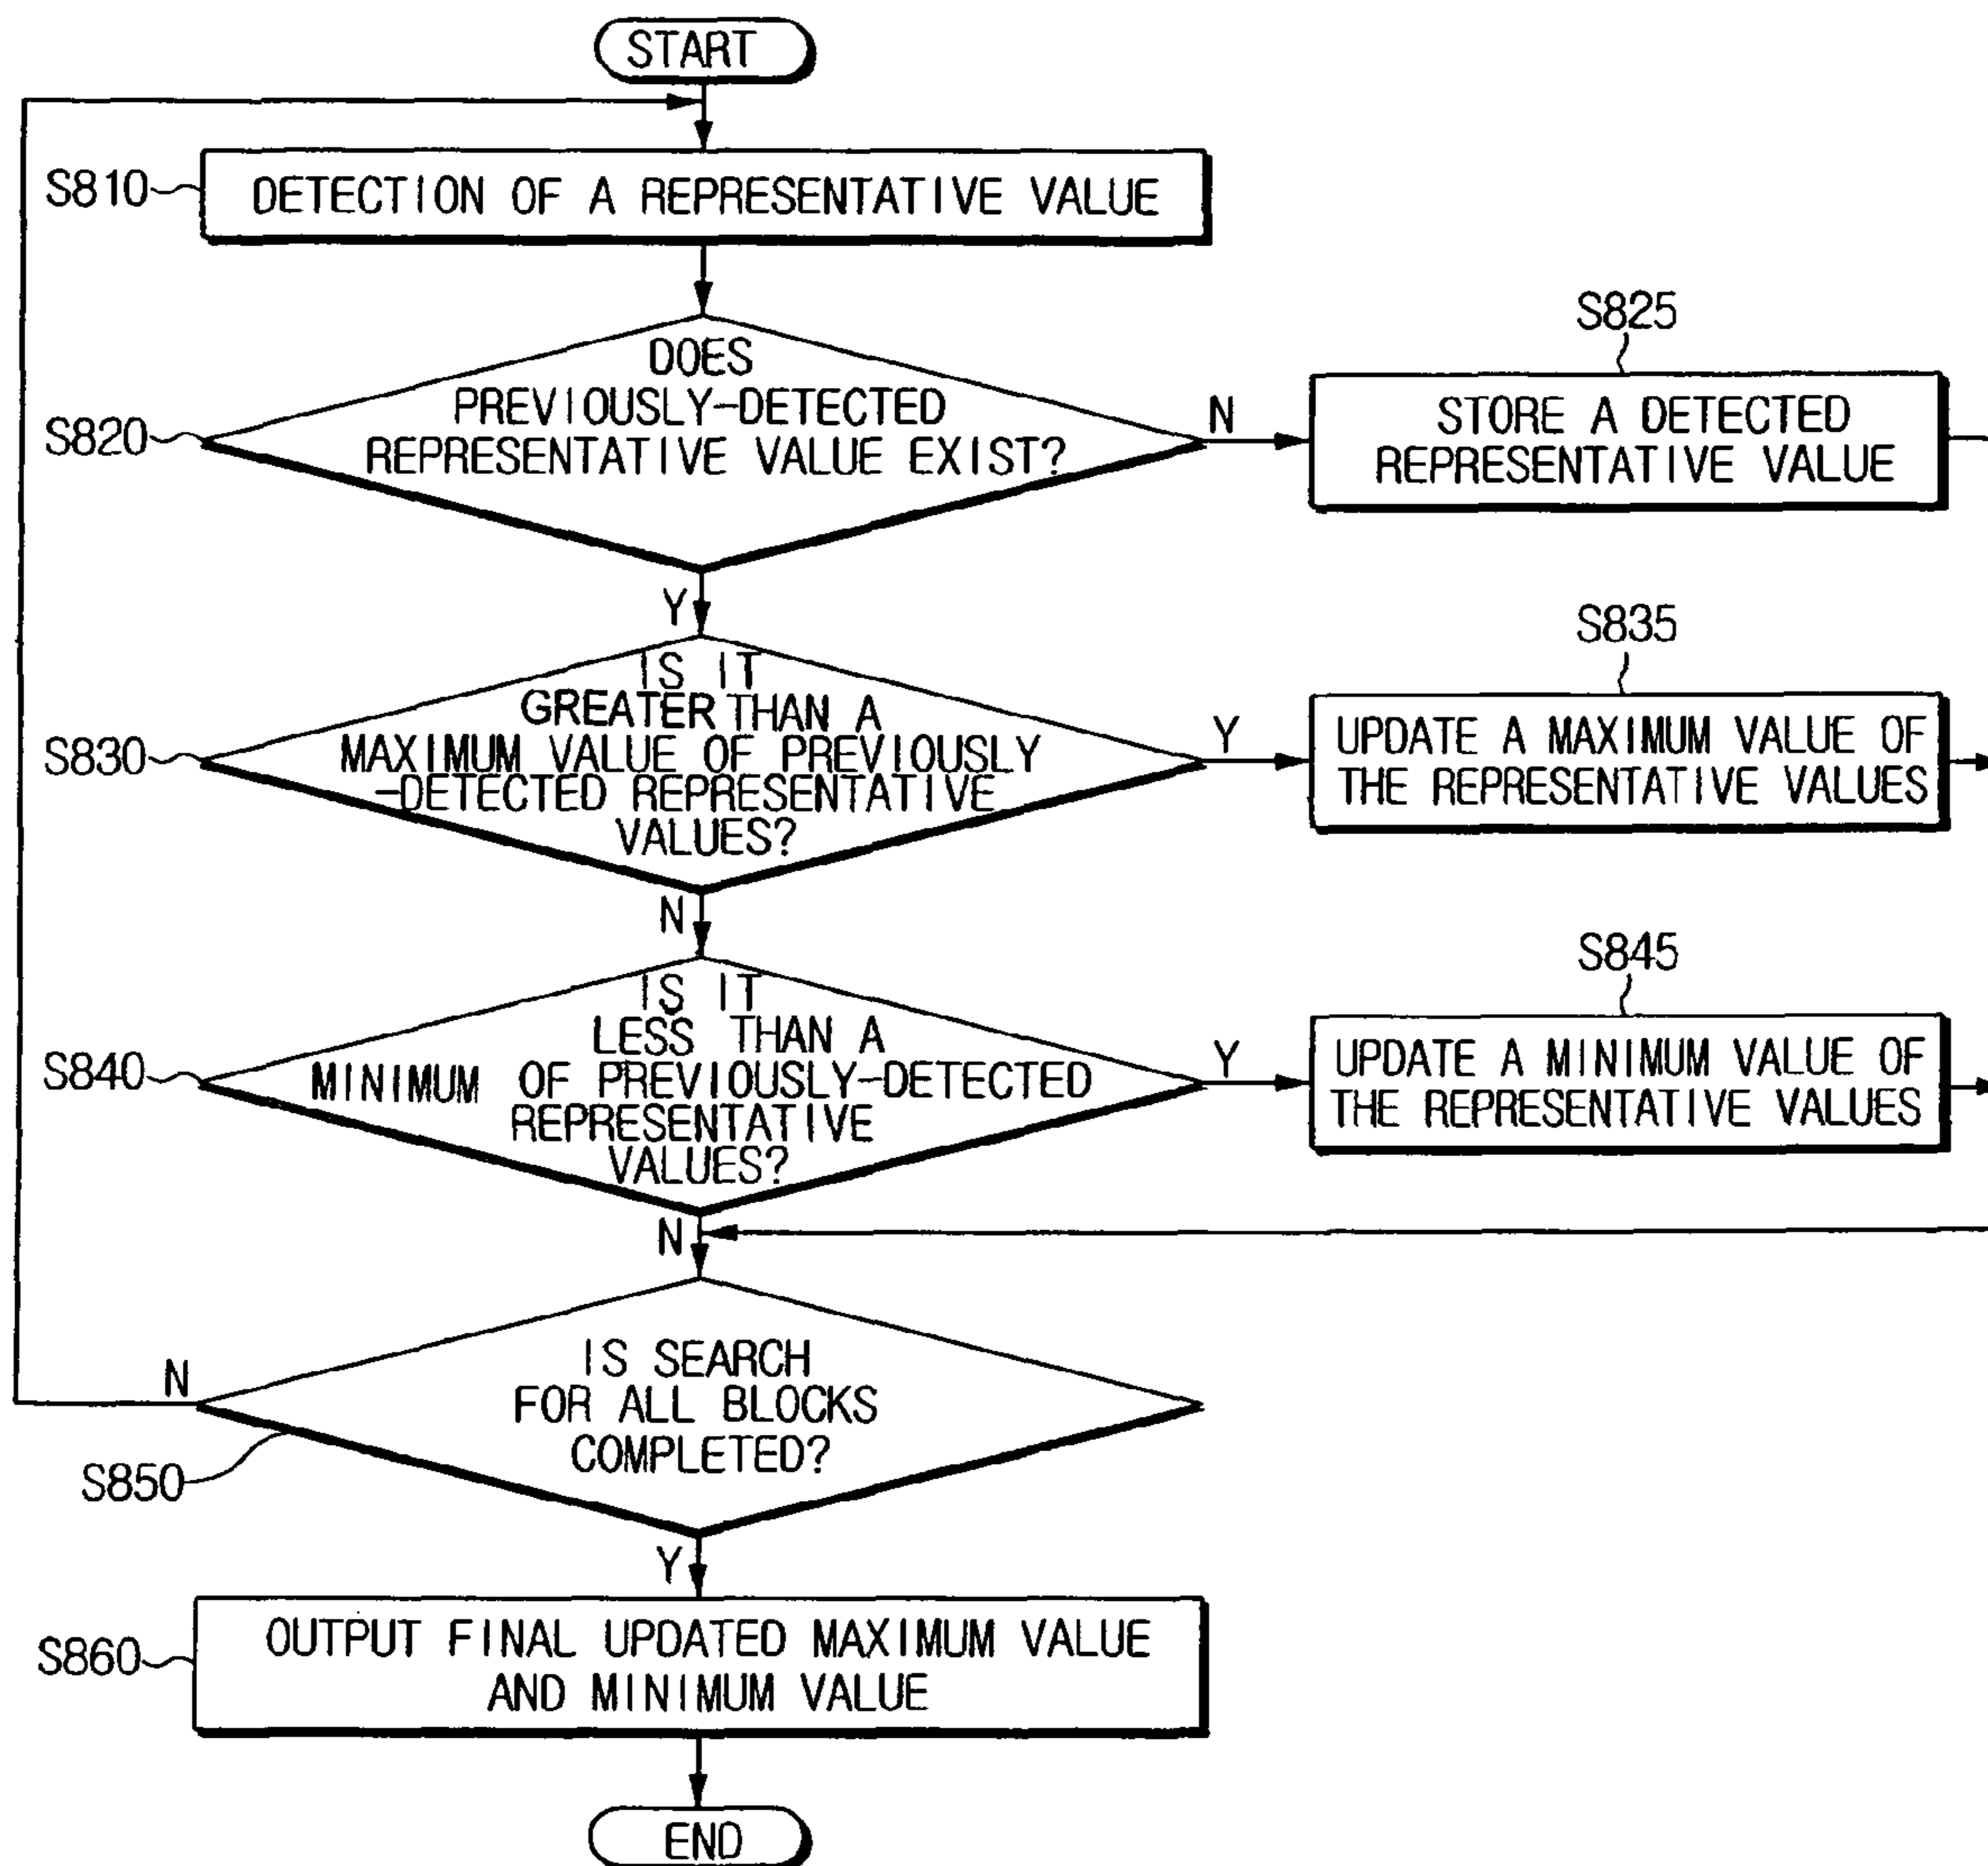 START
S810
DETECTION OF A REPRESENTATIVE VALUE
S820
DOES
PREVIOUSLY-DETECTED
REPRESENTATIVE VALUE EXIST?
N
S825
STORE A DETECTED
REPRESENTATIVE VALUE
Y
S830
IS IT
GREATER THAN A
MAXIMUM VALUE OF PREVIOUSLY
-DETECTED REPRESENTATIVE
VALUES?
Y
S835
UPDATE A MAXIMUM VALUE OF
THE REPRESENTATIVE VALUES
N
S840
IS IT
LESS THAN A
MINIMUM OF PREVIOUSLY-DETECTED
REPRESENTATIVE
VALUES?
Y
S845
UPDATE A MINIMUM VALUE OF
THE REPRESENTATIVE VALUES
N
N
IS SEARCH
FOR ALL BLOCKS
COMPLETED?
S850
Y
S860
OUTPUT FINAL UPDATED MAXIMUM VALUE
AND MINIMUM VALUE
END